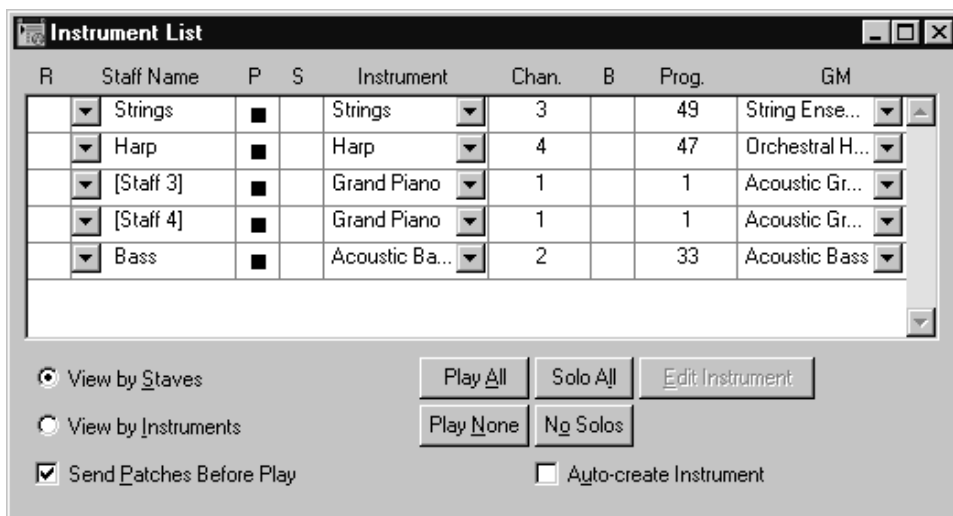 Instrument List
R Staff Name P S Instrument Chan. B Prog. GM
Strings Strings 3 49 String Ense...
Harp Harp 4 47 Orchestral H...
[Staff 3] Grand Piano 1 1 Acoustic Gr...
[Staff 4] Grand Piano 1 1 Acoustic Gr...
Bass Acoustic Ba... 2 33 Acoustic Bass
View by Staves Play All Solo All Edit Instrument
View by Instruments Play None No Solos
Send Patches Before Play Auto-create Instrument